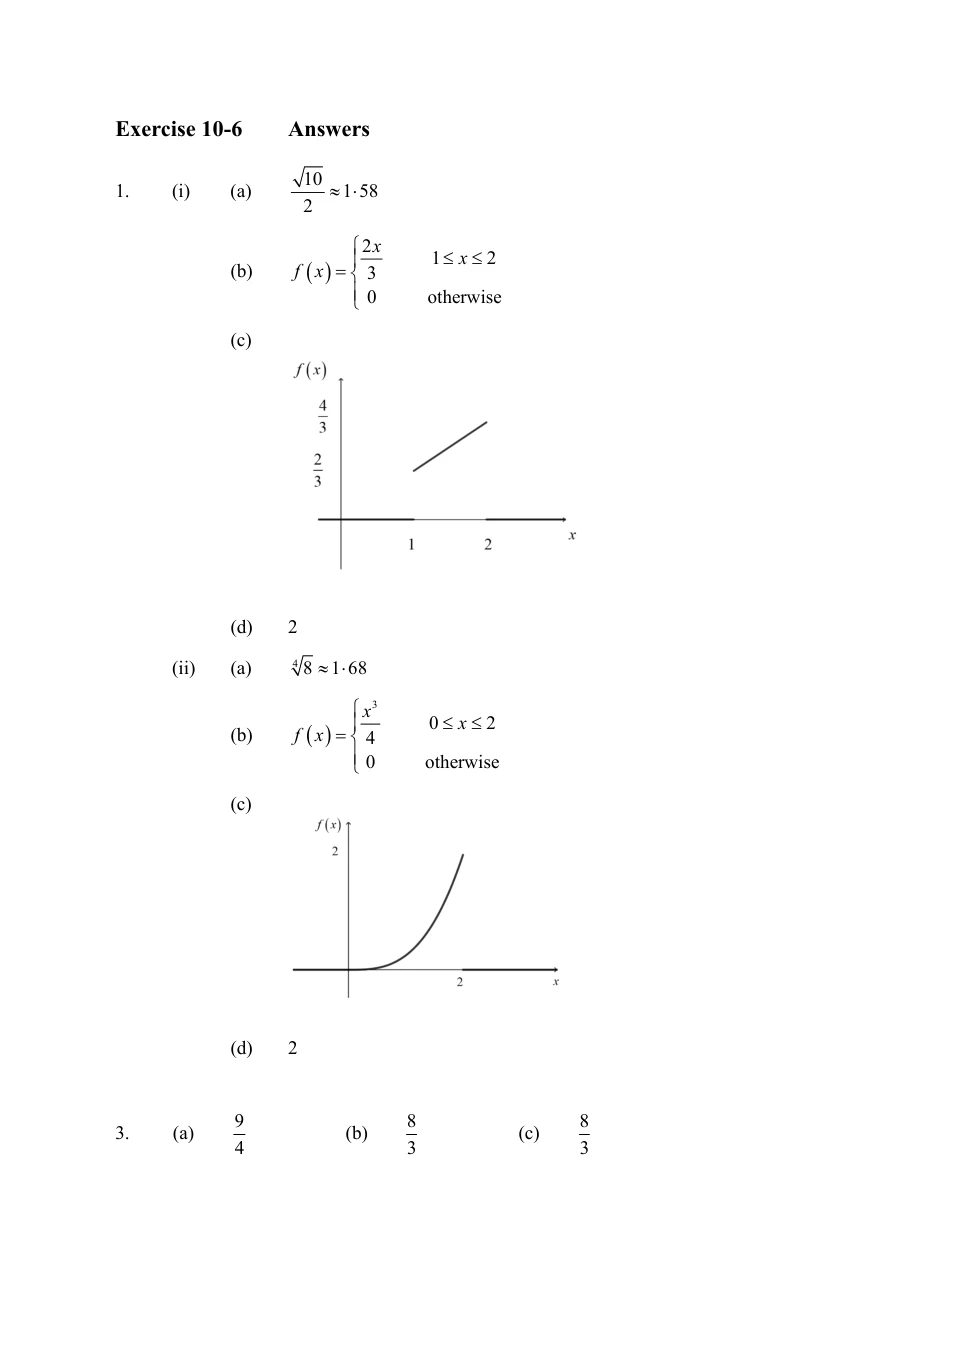 Exercise 10-6 Answers
1. (i) (a) √10/2 ≈ 1·58
(b) f(x) = { 2x/3 1 ≤ x ≤ 2
0 otherwise
(c)
f(x)
4/3
2/3
1 2 x
(d) 2
(ii) (a) ∜8 ≈ 1·68
(b) f(x) = { x³/4 0 ≤ x ≤ 2
0 otherwise
(c)
f(x)
2
2 x
(d) 2
3. (a) 9/4 (b) 8/3 (c) 8/3